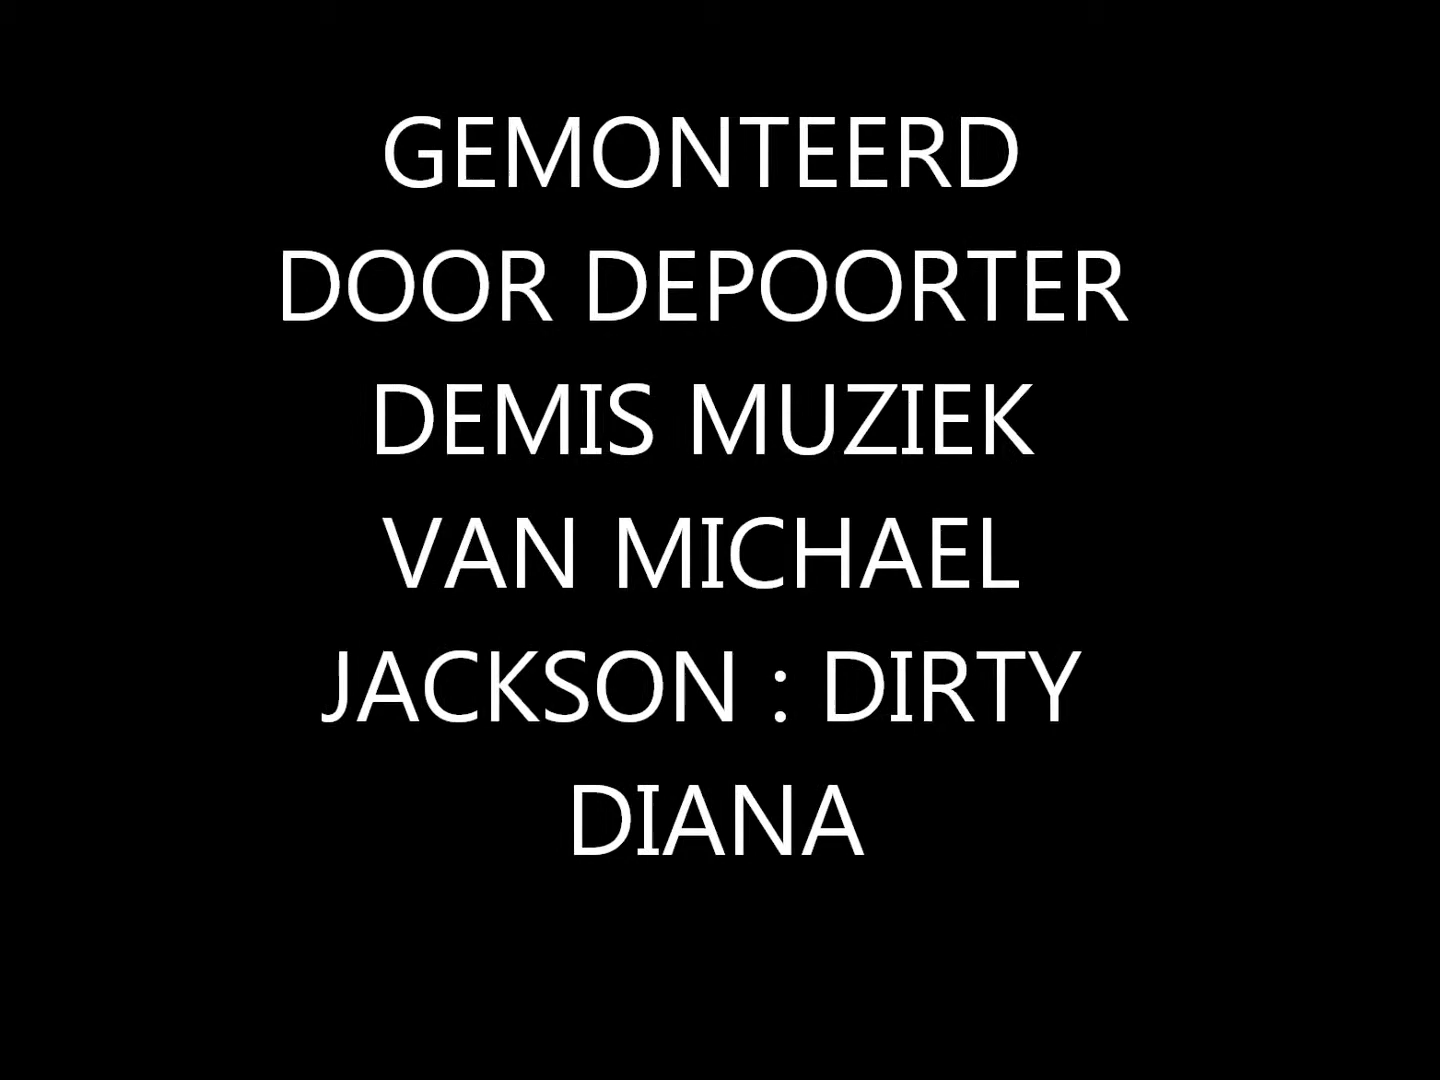 GEMONTEERD
DOOR DEPOORTER
DEMIS MUZIEK
VAN MICHAEL
JACKSON : DIRTY
DIANA